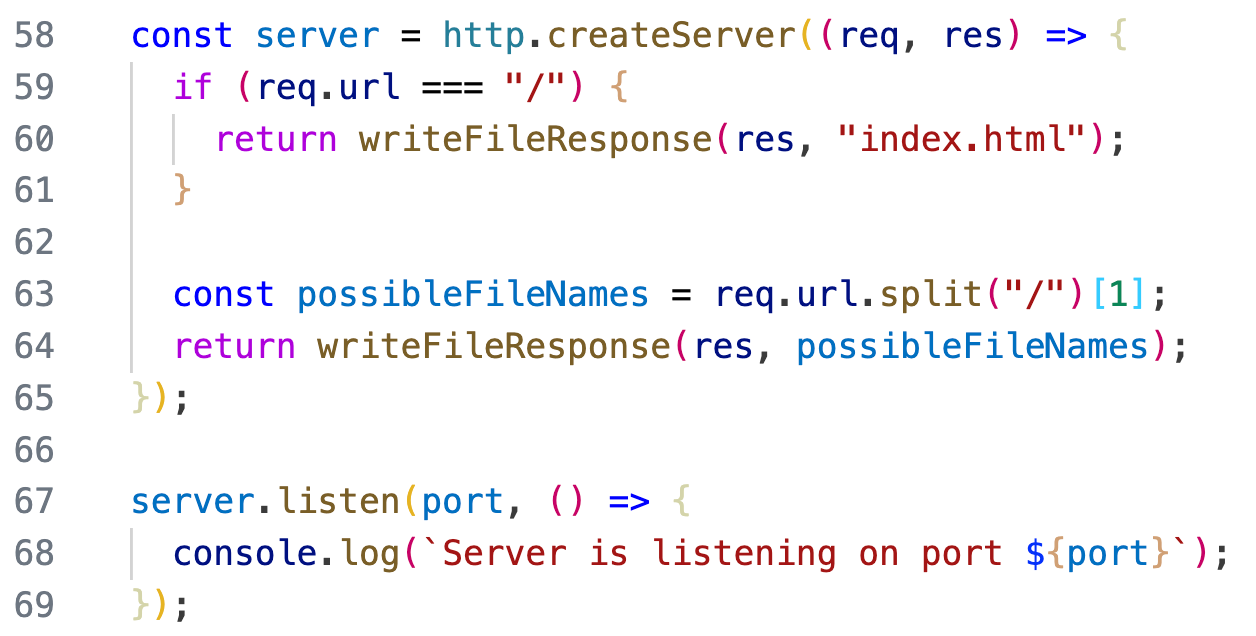 58 const server = http.createServer((req, res) => {
59 if (req.url === "/") {
60 return writeFileResponse(res, "index.html");
61 }
62
63 const possibleFileNames = req.url.split("/")[1];
64 return writeFileResponse(res, possibleFileNames);
65 });
66
67 server.listen(port, () => {
68 console.log(`Server is listening on port ${port}`);
69 });